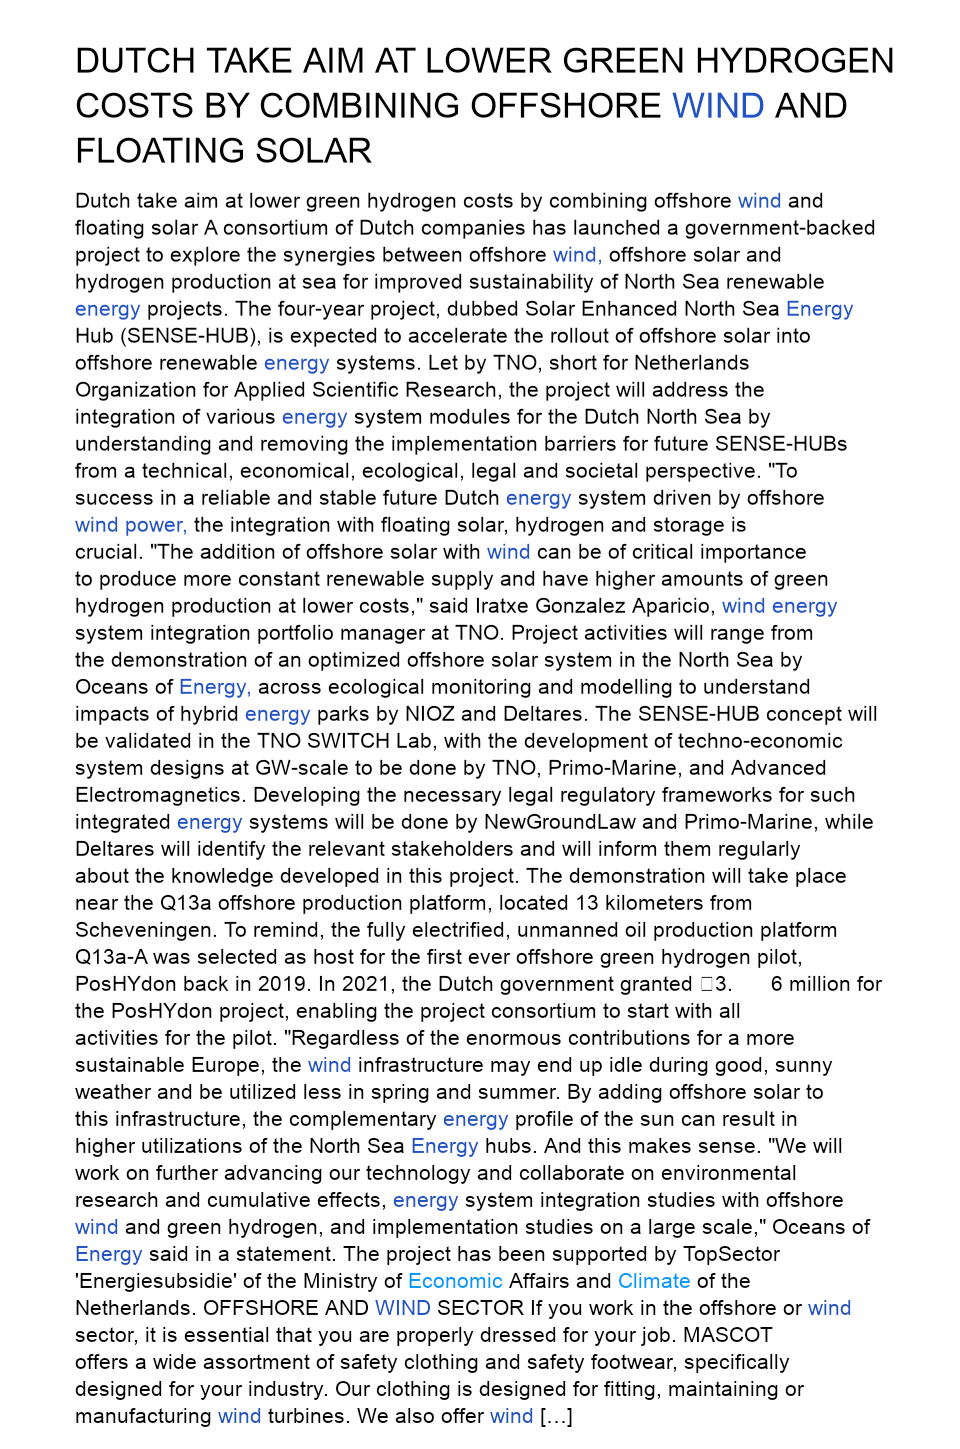 DUTCH TAKE AIM AT LOWER GREEN HYDROGEN
COSTS BY COMBINING OFFSHORE WIND AND
FLOATING SOLAR
Dutch take aim at lower green hydrogen costs by combining offshore wind and
floating solar A consortium of Dutch companies has launched a government-backed
project to explore the synergies between offshore wind, offshore solar and
hydrogen production at sea for improved sustainability of North Sea renewable
energy projects. The four-year project, dubbed Solar Enhanced North Sea Energy
Hub (SENSE-HUB), is expected to accelerate the rollout of offshore solar into
offshore renewable energy systems. Let by TNO, short for Netherlands
Organization for Applied Scientific Research, the project will address the
integration of various energy system modules for the Dutch North Sea by
understanding and removing the implementation barriers for future SENSE-HUBs
from a technical, economical, ecological, legal and societal perspective. "To
success in a reliable and stable future Dutch energy system driven by offshore
wind power, the integration with floating solar, hydrogen and storage is
crucial. "The addition of offshore solar with wind can be of critical importance
to produce more constant renewable supply and have higher amounts of green
hydrogen production at lower costs," said Iratxe Gonzalez Aparicio, wind energy
system integration portfolio manager at TNO. Project activities will range from
the demonstration of an optimized offshore solar system in the North Sea by
Oceans of Energy, across ecological monitoring and modelling to understand
impacts of hybrid energy parks by NIOZ and Deltares. The SENSE-HUB concept will
be validated in the TNO SWITCH Lab, with the development of techno-economic
system designs at GW-scale to be done by TNO, Primo-Marine, and Advanced
Electromagnetics. Developing the necessary legal regulatory frameworks for such
integrated energy systems will be done by NewGroundLaw and Primo-Marine, while
Deltares will identify the relevant stakeholders and will inform them regularly
about the knowledge developed in this project. The demonstration will take place
near the Q13a offshore production platform, located 13 kilometers from
Scheveningen. To remind, the fully electrified, unmanned oil production platform
Q13a-A was selected as host for the first ever offshore green hydrogen pilot,
PosHYdon back in 2019. In 2021, the Dutch government granted 3. 6 million for
the PosHYdon project, enabling the project consortium to start with all
activities for the pilot. "Regardless of the enormous contributions for a more
sustainable Europe, the wind infrastructure may end up idle during good, sunny
weather and be utilized less in spring and summer. By adding offshore solar to
this infrastructure, the complementary energy profile of the sun can result in
higher utilizations of the North Sea Energy hubs. And this makes sense. "We will
work on further advancing our technology and collaborate on environmental
research and cumulative effects, energy system integration studies with offshore
wind and green hydrogen, and implementation studies on a large scale," Oceans of
Energy said in a statement. The project has been supported by TopSector
'Energiesubsidie' of the Ministry of Economic Affairs and Climate of the
Netherlands. OFFSHORE AND WIND SECTOR If you work in the offshore or wind
sector, it is essential that you are properly dressed for your job. MASCOT
offers a wide assortment of safety clothing and safety footwear, specifically
designed for your industry. Our clothing is designed for fitting, maintaining or
manufacturing wind turbines. We also offer wind […]